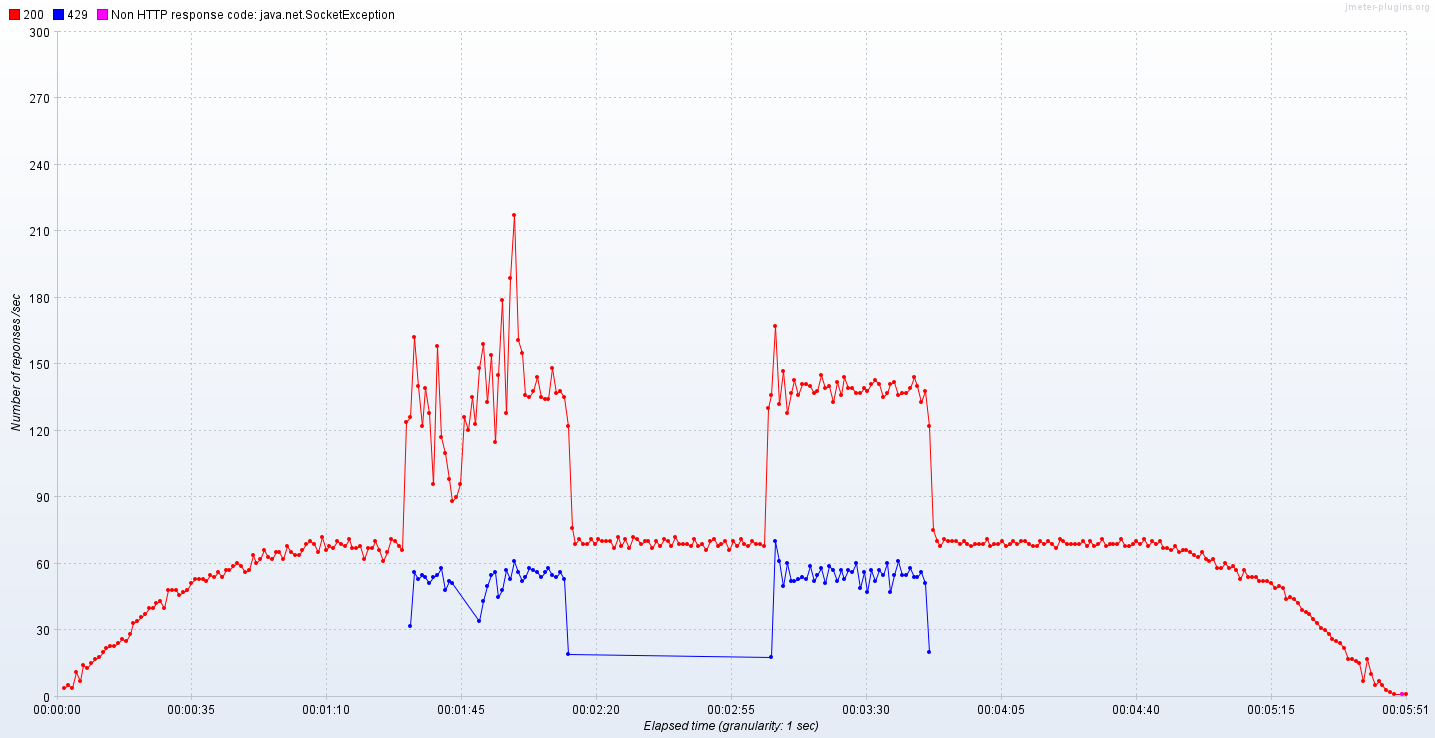 200 429 Non HTTP response code: java.net.SocketException
jmeter-plugins.org
300
270
240
210
180
150
120
90
60
30
0
Number of reponses /sec
00:00:00 00:00:35 00:01:10 00:01:45 00:02:20 00:02:55 00:03:30 00:04:05 00:04:40 00:05:15 00:05:51
Elapsed time (granularity: 1 sec)